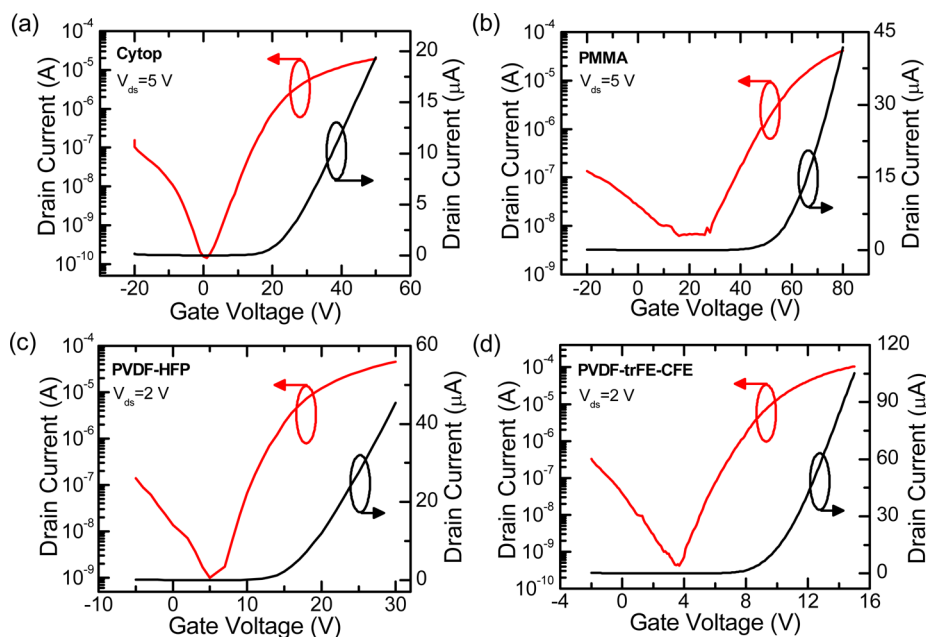 (a)
Cytop
V_ds=5 V
Drain Current (A)
10^-4
10^-5
10^-6
10^-7
10^-8
10^-9
10^-10
-20 0 20 40 60
Gate Voltage (V)
20
15
10
5
0
Drain Current (μA)
(b)
PMMA
V_ds=5 V
Drain Current (A)
10^-4
10^-5
10^-6
10^-7
10^-8
10^-9
-20 0 20 40 60 80
Gate Voltage (V)
45
30
15
0
Drain Current (μA)
(c)
PVDF-HFP
V_ds=2 V
Drain Current (A)
10^-4
10^-5
10^-6
10^-7
10^-8
10^-9
-10 0 10 20 30
Gate Voltage (V)
60
40
20
0
Drain Current (μA)
(d)
PVDF-trFE-CFE
V_ds=2 V
Drain Current (A)
10^-4
10^-5
10^-6
10^-7
10^-8
10^-9
10^-10
-4 0 4 8 12 16
Gate Voltage (V)
120
90
60
30
0
Drain Current (μA)